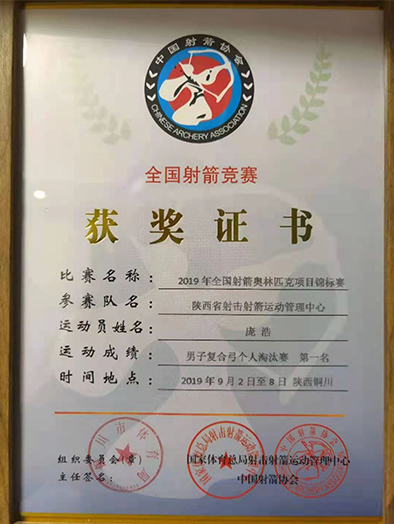 中国射箭协会
CHINESE ARCHERY ASSOCIATION
全国射箭竞赛
获奖证书
比赛名称： 2019年全国射箭奥林匹克项目锦标赛
参赛队名： 陕西省射击射箭运动管理中心
运动员姓名： 庞浩
运动成绩： 男子复合弓个人淘汰赛 第一名
时间地点： 2019年9月2日至8日 陕西铜川
组织委员会(章) 国家体育总局射击射箭运动管理中心
主任签名： 中国射箭协会